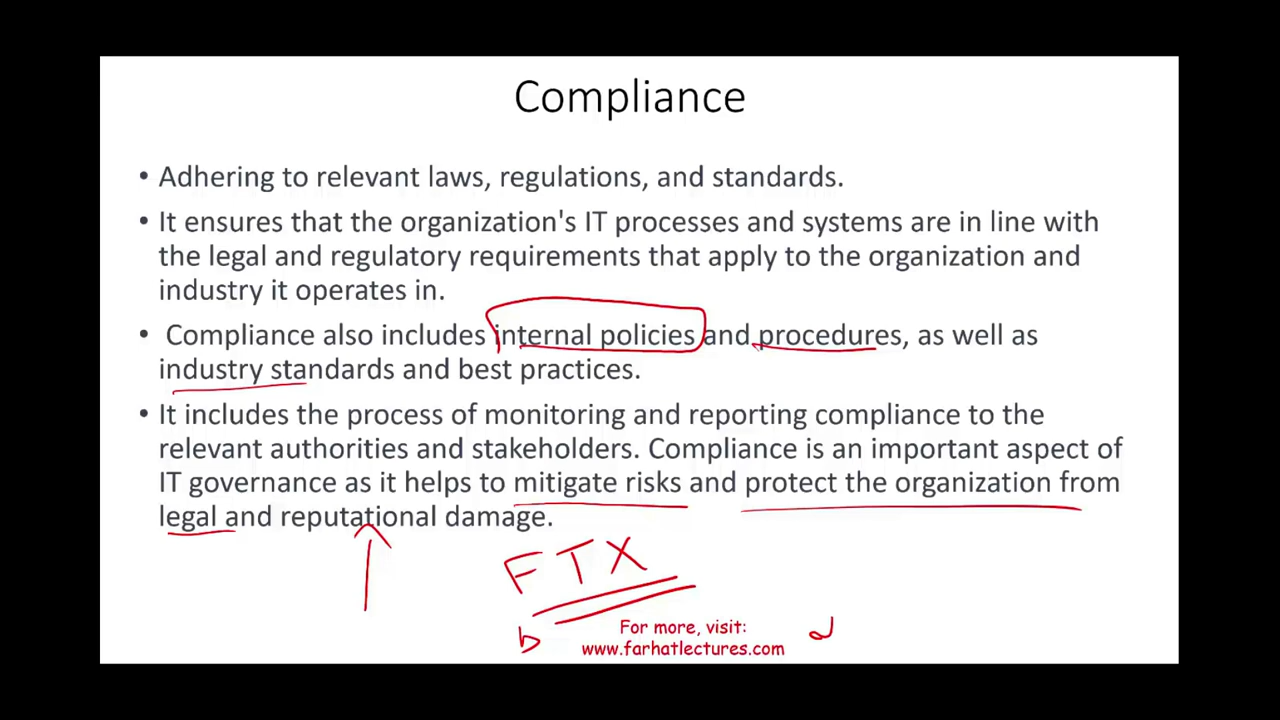 Compliance
• Adhering to relevant laws, regulations, and standards.
• It ensures that the organization's IT processes and systems are in line with
the legal and regulatory requirements that apply to the organization and
industry it operates in.
• Compliance also includes internal policies and procedures, as well as
industry standards and best practices.
• It includes the process of monitoring and reporting compliance to the
relevant authorities and stakeholders. Compliance is an important aspect of
IT governance as it helps to mitigate risks and protect the organization from
legal and reputational damage.
FTX
b
For more, visit:
www.farhatlectures.com